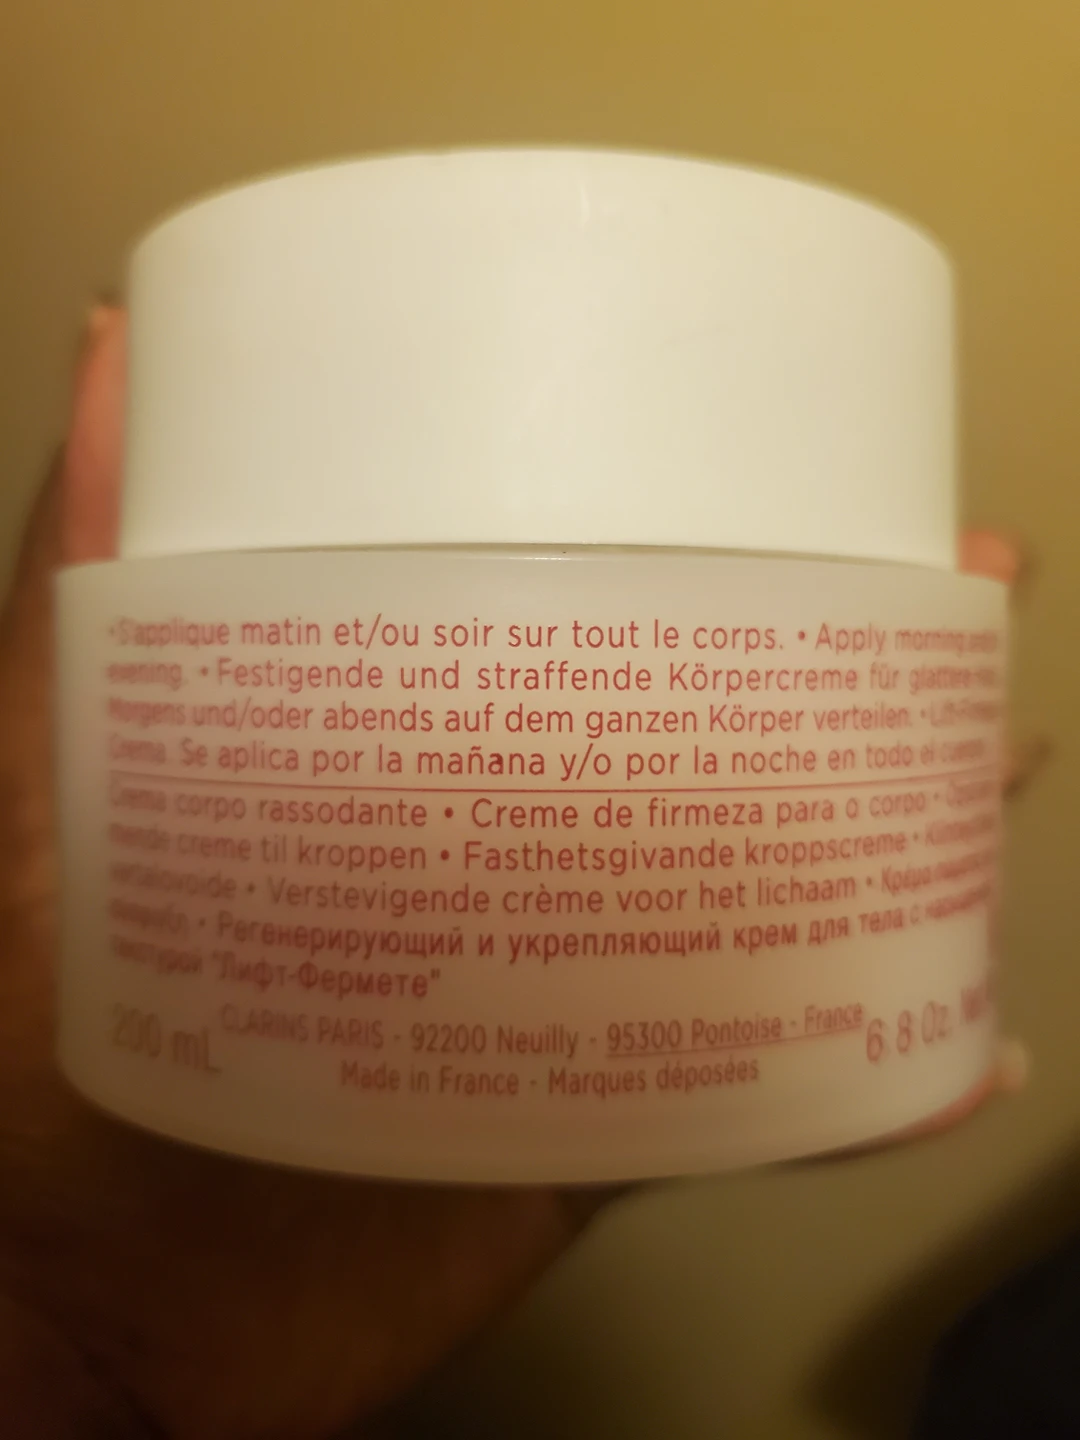 • S'applique matin et/ou soir sur tout le corps. • Apply morning
evening. • Festigende und straffende Körpercreme für
Morgens und/oder abends auf dem ganzen Körper verteilen. •
Crema. Se aplica por la mañana y/o por la noche en todo el cuerpo.
Crema corpo rassodante • Creme de firmeza para o corpo •
creme til kroppen • Fasthetsgivande kroppscreme •
• Verstevigende crème voor het lichaam • Κρέμα
• Регенерирующий и укрепляющий крем для тела с
текстурой "Лифт-Фермете"
200 mL CLARINS PARIS - 92200 Neuilly - 95300 Pontoise - France 6.8 Oz.
Made in France - Marques déposées